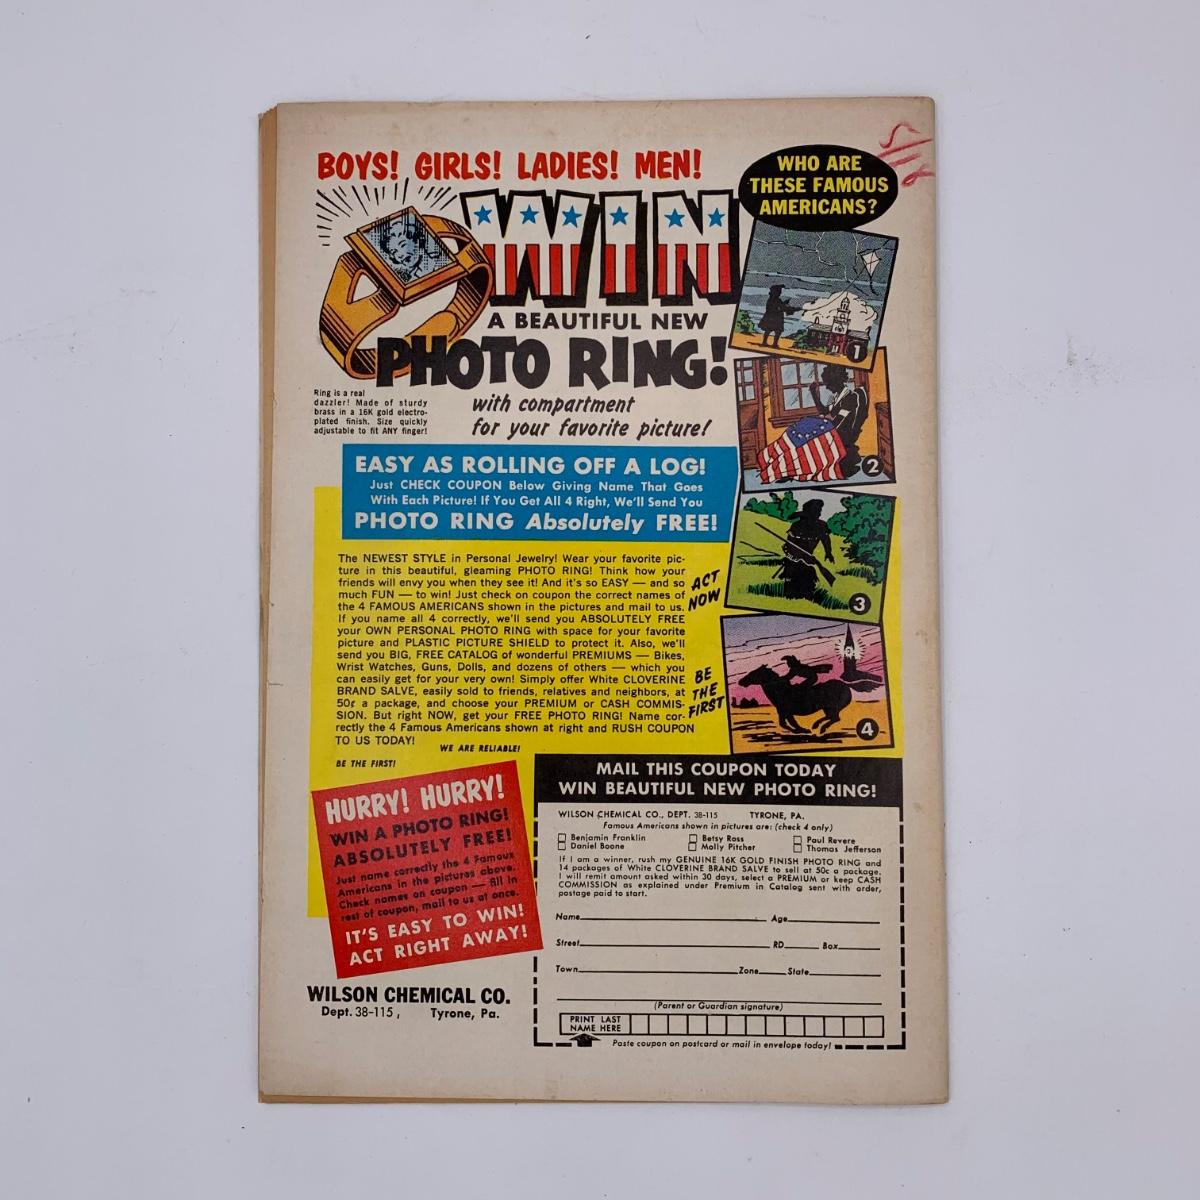 BOYS! GIRLS! LADIES! MEN!
WIN
A BEAUTIFUL NEW
PHOTO RING!
with compartment
for your favorite picture!
Ring is a real
dazzler! Made of sturdy
brass in a 16K gold electro-
plated finish. Size quickly
adjustable to fit ANY finger!
WHO ARE
THESE FAMOUS
AMERICANS?
1
2
3
4
EASY AS ROLLING OFF A LOG!
Just CHECK COUPON Below Giving Name That Goes
With Each Picture! If You Get All 4 Right, We'll Send You
PHOTO RING Absolutely FREE!
The NEWEST STYLE in Personal Jewelry! Wear your favorite pic-
ture in this beautiful, gleaming PHOTO RING! Think how your
friends will envy you when they see it! And it's so EASY — and so
much FUN — to win! Just check on coupon the correct names of
the 4 FAMOUS AMERICANS shown in the pictures and mail to us.
If you name all 4 correctly, we'll send you ABSOLUTELY FREE
your OWN PERSONAL PHOTO RING with space for your favorite
picture and PLASTIC PICTURE SHIELD to protect it. Also, we'll
send you BIG, FREE CATALOG of wonderful PREMIUMS — Bikes,
Wrist Watches, Guns, Dolls, and dozens of others — which you
can easily get for your very own! Simply offer White CLOVERINE
BRAND SALVE, easily sold to friends, relatives and neighbors, at
50¢ a package, and choose your PREMIUM or CASH COMMIS-
SION. But right NOW, get your FREE PHOTO RING! Name cor-
rectly the 4 Famous Americans shown at right and RUSH COUPON
TO US TODAY!
WE ARE RELIABLE!
BE THE FIRST!
ACT
NOW
BE
THE
FIRST
HURRY! HURRY!
WIN A PHOTO RING!
ABSOLUTELY FREE!
Just name correctly the 4 Famous
Americans in the pictures above.
Check names on coupon — fill in
rest of coupon, mail to us at once.
IT'S EASY TO WIN!
ACT RIGHT AWAY!
WILSON CHEMICAL CO.
Dept. 38-115, Tyrone, Pa.
MAIL THIS COUPON TODAY
WIN BEAUTIFUL NEW PHOTO RING!
WILSON CHEMICAL CO., DEPT. 38-115 TYRONE, PA.
Famous Americans shown in pictures are: (check 4 only)
Benjamin Franklin Betsy Ross Paul Revere
Daniel Boone Molly Pitcher Thomas Jefferson
If I am a winner, rush my GENUINE 16K GOLD FINISH PHOTO RING and
14 packages of White CLOVERINE BRAND SALVE to sell at 50c a package.
I will remit amount asked within 30 days, select a PREMIUM or keep CASH
COMMISSION as explained under Premium in Catalog sent with order,
postage paid to start.
Name Age
Street RD Box
Town Zone State
(Parent or Guardian signature)
PRINT LAST
NAME HERE
Paste coupon on postcard or mail in envelope today!